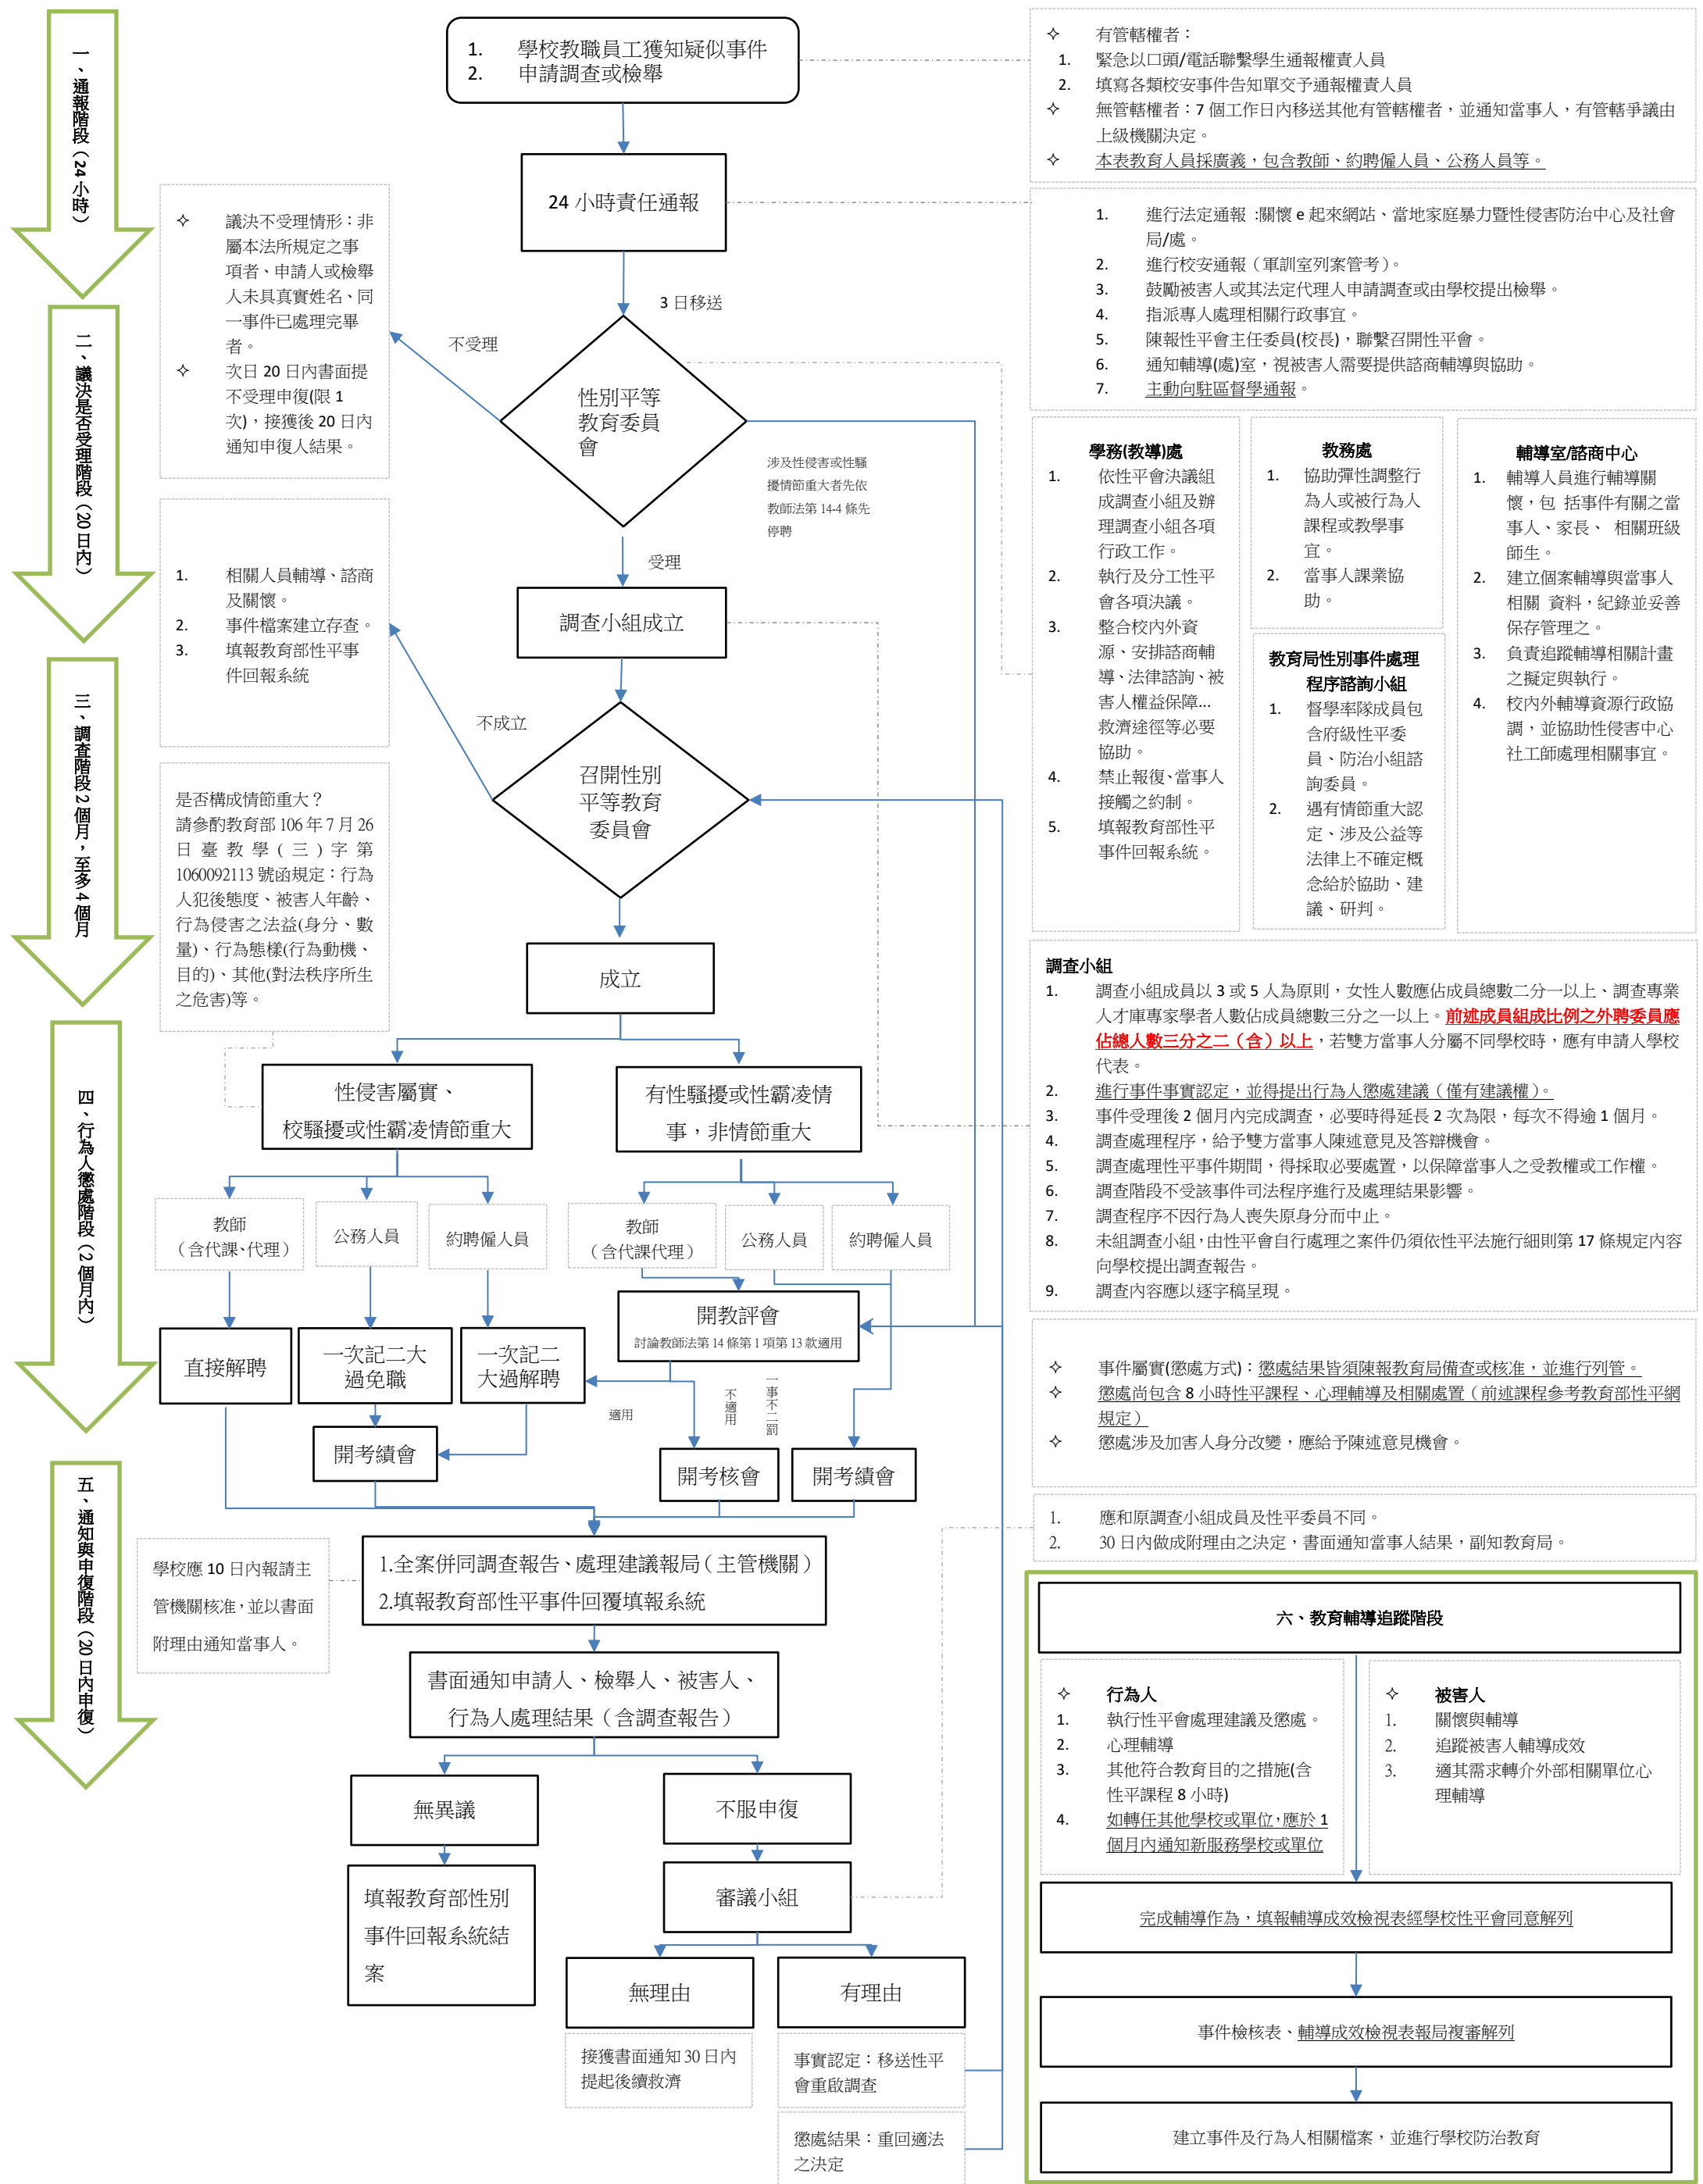 一、通報階段（24小時）
二、議決是否受理階段（20日內）
三、調查階段2個月，至多4個月
四、行為人懲處階段（2個月內）
五、通知與申復階段（20日內申復）
1. 學校教職員工獲知疑似事件
2. 申請調查或檢舉
24 小時責任通報
3 日移送
✧ 議決不受理情形：非
屬本法所規定之事
項者、申請人或檢舉
人未具真實姓名、同
一事件已處理完畢
者。
✧ 次日 20 日內書面提
不受理申復(限 1
次)，接獲後 20 日內
通知申復人結果。
不受理
性別平等
教育委員
會
涉及性侵害或性騷
擾情節重大者先依
教師法第 14-4 條先
停聘
受理
調查小組成立
1. 相關人員輔導、諮商
及關懷。
2. 事件檔案建立存查。
3. 填報教育部性平事
件回報系統
不成立
召開性別
平等教育
委員會
是否構成情節重大？
請參酌教育部 106 年 7 月 26
日臺教學(三)字第
1060092113 號函規定：行為
人犯後態度、被害人年齡、
行為侵害之法益(身分、數
量)、行為態樣(行為動機、
目的)、其他(對法秩序所生
之危害)等。
成立
性侵害屬實、
校騷擾或性霸凌情節重大
有性騷擾或性霸凌情
事，非情節重大
教師
（含代課、代理）
公務人員
約聘僱人員
教師
（含代課代理）
公務人員
約聘僱人員
直接解聘
一次記二大
過免職
一次記二
大過解聘
開教評會
討論教師法第 14 條第 1 項第 13 款適用
適用
不適用
一事不二罰
開考績會
開考核會
開考績會
學校應 10 日內報請主
管機關核准，並以書面
附理由通知當事人。
1.全案併同調查報告、處理建議報局（主管機關）
2.填報教育部性平事件回覆填報系統
書面通知申請人、檢舉人、被害人、
行為人處理結果（含調查報告）
無異議
不服申復
填報教育部性別
事件回報系統結
案
審議小組
無理由
有理由
接獲書面通知 30 日內
提起後續救濟
事實認定：移送性平
會重啟調查
懲處結果：重回適法
之決定
✧ 有管轄權者：
1. 緊急以口頭/電話聯繫學生通報權責人員
2. 填寫各類校安事件告知單交予通報權責人員
✧ 無管轄權者：7 個工作日內移送其他有管轄權者，並通知當事人，有管轄爭議由
上級機關決定。
✧ 本表教育人員採廣義，包含教師、約聘僱人員、公務人員等。
1. 進行法定通報 :關懷 e 起來網站、當地家庭暴力暨性侵害防治中心及社會
局/處。
2. 進行校安通報（軍訓室列案管考）。
3. 鼓勵被害人或其法定代理人申請調查或由學校提出檢舉。
4. 指派專人處理相關行政事宜。
5. 陳報性平會主任委員(校長)，聯繫召開性平會。
6. 通知輔導(處)室，視被害人需要提供諮商輔導與協助。
7. 主動向駐區督學通報。
學務(教導)處
1. 依性平會決議組
成調查小組及辦
理調查小組各項
行政工作。
2. 執行及分工性平
會各項決議。
3. 整合校內外資
源、安排諮商輔
導、法律諮詢、被
害人權益保障...
救濟途徑等必要
協助。
4. 禁止報復、當事人
接觸之約制。
5. 填報教育部性平
事件回報系統。
教務處
1. 協助彈性調整行
為人或被行為人
課程或教學事
宜。
2. 當事人課業協
助。
教育局性別事件處理
程序諮詢小組
1. 督學率隊成員包
含府級性平委
員、防治小組諮
詢委員。
2. 遇有情節重大認
定、涉及公益等
法律上不確定概
念給於協助、建
議、研判。
輔導室/諮商中心
1. 輔導人員進行輔導關
懷，包 括事件有關之當
事人、家長、 相關班級
師生。
2. 建立個案輔導與當事人
相關 資料，紀錄並妥善
保存管理之。
3. 負責追蹤輔導相關計畫
之擬定與執行。
4. 校內外輔導資源行政協
調，並協助性侵害中心
社工師處理相關事宜。
調查小組
1. 調查小組成員以 3 或 5 人為原則，女性人數應佔成員總數二分一以上、調查專業
人才庫專家學者人數佔成員總數三分之一以上。前述成員組成比例之外聘委員應
佔總人數三分之二（含）以上，若雙方當事人分屬不同學校時，應有申請人學校
代表。
2. 進行事件事實認定，並得提出行為人懲處建議（僅有建議權）。
3. 事件受理後 2 個月內完成調查，必要時得延長 2 次為限，每次不得逾 1 個月。
4. 調查處理程序，給予雙方當事人陳述意見及答辯機會。
5. 調查處理性平事件期間，得採取必要處置，以保障當事人之受教權或工作權。
6. 調查階段不受該事件司法程序進行及處理結果影響。
7. 調查程序不因行為人喪失原身分而中止。
8. 未組調查小組，由性平會自行處理之案件仍須依性平法施行細則第 17 條規定內容
向學校提出調查報告。
9. 調查內容應以逐字稿呈現。
✧ 事件屬實(懲處方式)：懲處結果皆須陳報教育局備查或核准，並進行列管。
✧ 懲處尚包含 8 小時性平課程、心理輔導及相關處置（前述課程參考教育部性平網
規定）
✧ 懲處涉及加害人身分改變，應給予陳述意見機會。
1. 應和原調查小組成員及性平委員不同。
2. 30 日內做成附理由之決定，書面通知當事人結果，副知教育局。
六、教育輔導追蹤階段
✧ 行為人
1. 執行性平會處理建議及懲處。
2. 心理輔導
3. 其他符合教育目的之措施(含
性平課程 8 小時)
4. 如轉任其他學校或單位，應於 1
個月內通知新服務學校或單位
✧ 被害人
1. 關懷與輔導
2. 追蹤被害人輔導成效
3. 適其需求轉介外部相關單位心
理輔導
完成輔導作為，填報輔導成效檢視表經學校性平會同意解列
事件檢核表、輔導成效檢視表報局複審解列
建立事件及行為人相關檔案，並進行學校防治教育